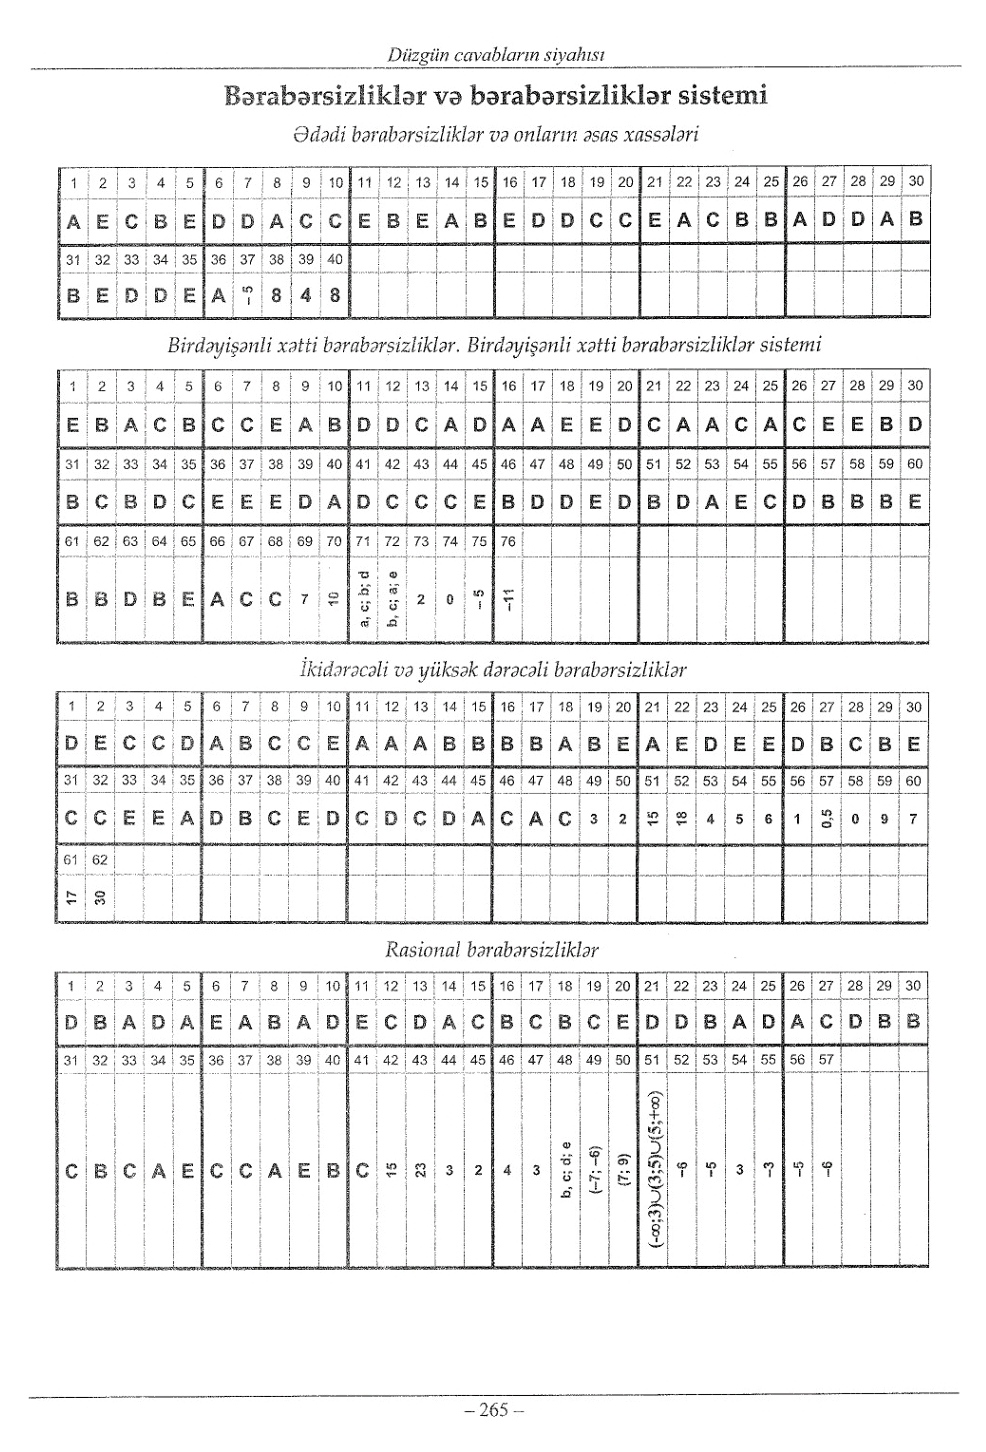 Düzgün cavabların siyahısı
Bərabərsizliklər və bərabərsizliklər sistemi
Ədədi bərabərsizliklər və onların əsas xassələri
1 2 3 4 5 6 7 8 9 10 11 12 13 14 15 16 17 18 19 20 21 22 23 24 25 26 27 28 29 30
A E C B E D D A C C E B E A B E D D C C E A C B B A D D A B
31 32 33 34 35 36 37 38 39 40
B E D D E A –5 8 4 8
Birdəyişənli xətti bərabərsizliklər. Birdəyişənli xətti bərabərsizliklər sistemi
1 2 3 4 5 6 7 8 9 10 11 12 13 14 15 16 17 18 19 20 21 22 23 24 25 26 27 28 29 30
E B A C B C C E A B D D C A D A A E E D C A A C A C E E B D
31 32 33 34 35 36 37 38 39 40 41 42 43 44 45 46 47 48 49 50 51 52 53 54 55 56 57 58 59 60
B C B D C E E E D A D C C C E B D D E D B D A E C D B B B E
61 62 63 64 65 66 67 68 69 70 71 72 73 74 75 76
B B D B E A C C 7 10 a, c; b; d b, c; a; e 2 0 –5 –11
İkidərəcəli və yüksək dərəcəli bərabərsizliklər
1 2 3 4 5 6 7 8 9 10 11 12 13 14 15 16 17 18 19 20 21 22 23 24 25 26 27 28 29 30
D E C C D A B C C E A A A B B B B A B E A E D E E D B C B E
31 32 33 34 35 36 37 38 39 40 41 42 43 44 45 46 47 48 49 50 51 52 53 54 55 56 57 58 59 60
C C E E A D B C E D C D C D A C A C 3 2 15 18 4 5 6 1 0,5 0 9 7
61 62
17 30
Rasional bərabərsizliklər
1 2 3 4 5 6 7 8 9 10 11 12 13 14 15 16 17 18 19 20 21 22 23 24 25 26 27 28 29 30
D B A D A E A B A D E C D A C B C B C E D D B A D A C D B B
31 32 33 34 35 36 37 38 39 40 41 42 43 44 45 46 47 48 49 50 51 52 53 54 55 56 57
C B C A E C C A E B C 15 23 3 2 4 3 b, c; d; e (–7; –6) (7; 9) (-∞;3)∪(3;5)∪(5;+∞) –6 –5 3 –3 –5 –6
– 265 –